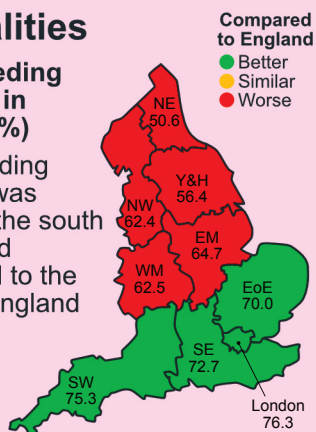 alities
eding
in
%)
ding
was
the south
d
d to the
ngland
Compared
to England
Better
Similar
Worse
NE
50.6
Y&H
56.4
NW
62.4
EM
64.7
WM
62.5
EoE
70.0
SE
72.7
SW
75.3
London
76.3